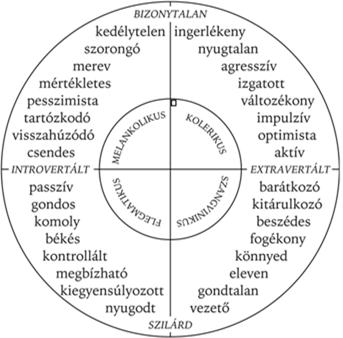 BIZONYTALAN
kedélytelen ingerlékeny
szorongó nyugtalan
merev agresszív
mértékletes izgatott
pesszimista változékony
tartózkodó impulzív
visszahúzódó optimista
csendes aktív
MELANKOLIKUS KOLERIKUS
INTROVERTÁLT EXTRAVERTÁLT
FLEGMATIKUS SZANGVINIKUS
passzív barátkozó
gondos kitárulkozó
komoly beszédes
békés fogékony
kontrollált könnyed
megbízható eleven
kiegyensúlyozott gondtalan
nyugodt vezető
SZILÁRD